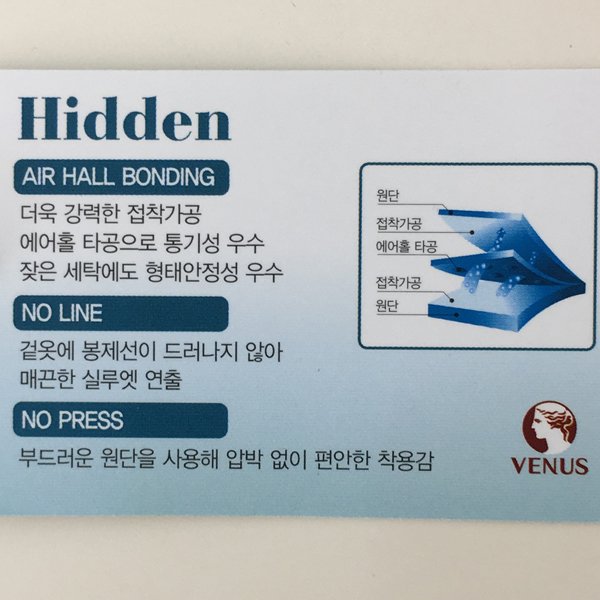 Hidden
AIR HALL BONDING
더욱 강력한 접착가공
에어홀 타공으로 통기성 우수
잦은 세탁에도 형태안정성 우수
NO LINE
겉옷에 봉제선이 드러나지 않아
매끈한 실루엣 연출
NO PRESS
부드러운 원단을 사용해 압박 없이 편안한 착용감
원단
접착가공
에어홀 타공
접착가공
원단
VENUS